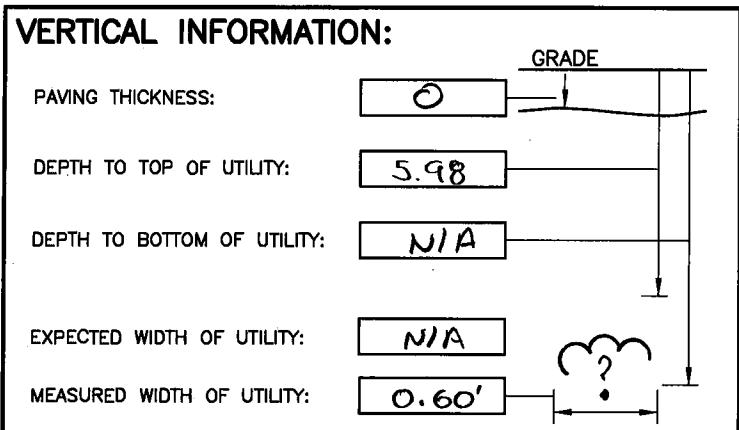 VERTICAL INFORMATION:
GRADE
PAVING THICKNESS: 0
DEPTH TO TOP OF UTILITY: 5.98
DEPTH TO BOTTOM OF UTILITY: N/A
EXPECTED WIDTH OF UTILITY: N/A
?
MEASURED WIDTH OF UTILITY: 0.60'